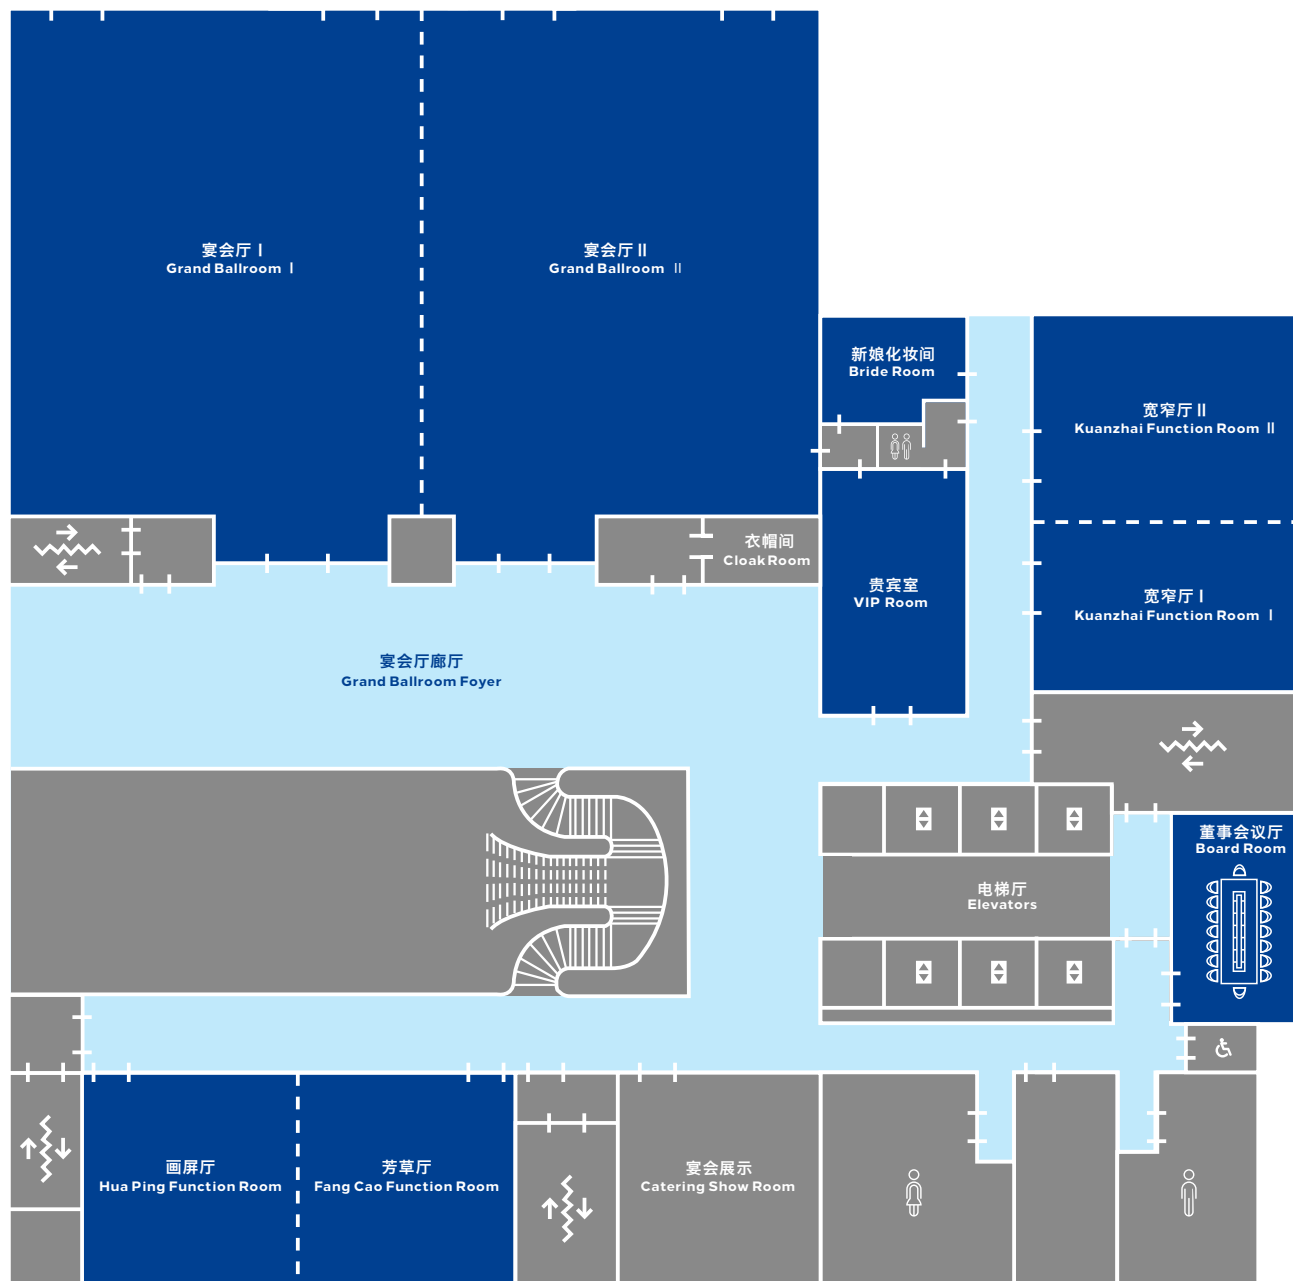 宴会厅 I
Grand Ballroom I
宴会厅 II
Grand Ballroom II
新娘化妆间
Bride Room
宽窄厅 II
Kuanzhai Function Room II
衣帽间
Cloak Room
贵宾室
VIP Room
宽窄厅 I
Kuanzhai Function Room I
宴会厅廊厅
Grand Ballroom Foyer
董事会议厅
Board Room
电梯厅
Elevators
画屏厅
Hua Ping Function Room
芳草厅
Fang Cao Function Room
宴会展示
Catering Show Room